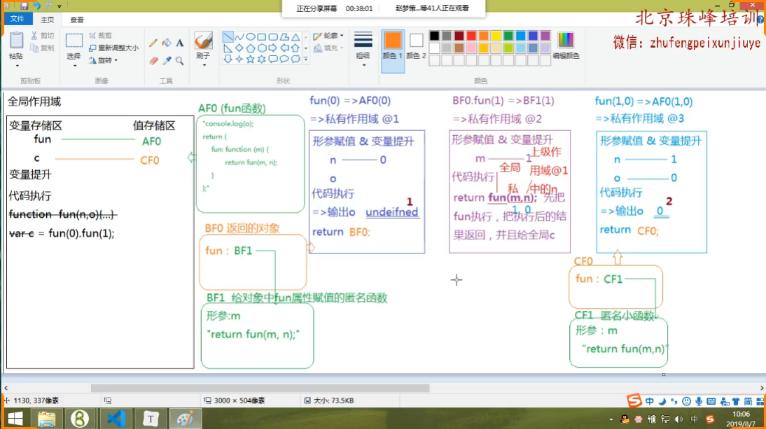 正在分享屏幕 00:38:01 赵梦隹...等41人正在观看
北京珠峰培训
微信：zhufengpeixunjiuye
文件 主页 查看
粘贴 剪切 复制
选择 裁剪 重新调整大小 旋转
刷子
轮廓 填充
粗细
颜色 1 颜色 2
编辑颜色
剪贴板 图像 工具 形状 颜色
全局作用域
变量存储区 值存储区
fun AF0
c CF0
变量提升
代码执行
function fun(n,o){...}
var c = fun(0).fun(1);
AF0 (fun函数)
"console.log(o);
return {
fun: function (m) {
return fun(m, n);
}
};"
BF0 返回的对象
fun：BF1
BF1 给对象中fun属性赋值的匿名函数
形参:m
"return fun(m, n);"
fun(0) =>AF0(0)
=>私有作用域 @1
形参赋值 & 变量提升
n 0
o
代码执行
1
=>输出o undeifned
return BF0;
BF0.fun(1) =>BF1(1)
=>私有作用域 @2
形参赋值 & 变量提升
m 1
上级作用域@1中的n
全局
私
代码执行
return fun(m,n); 先把
1, 0
fun执行，把执行后的结
果返回，并且给全局c
fun(1,0) =>AF0(1,0)
=>私有作用域 @3
形参赋值 & 变量提升
n 1
o 0
代码执行
2
=>输出o 0
return CF0;
CF0
fun：CF1
CF1 匿名小函数
形参：m
“return fun(m,n)”
1130, 337像素
3000 × 504像素
大小: 73.5KB
中
简
10:06
2019/8/7